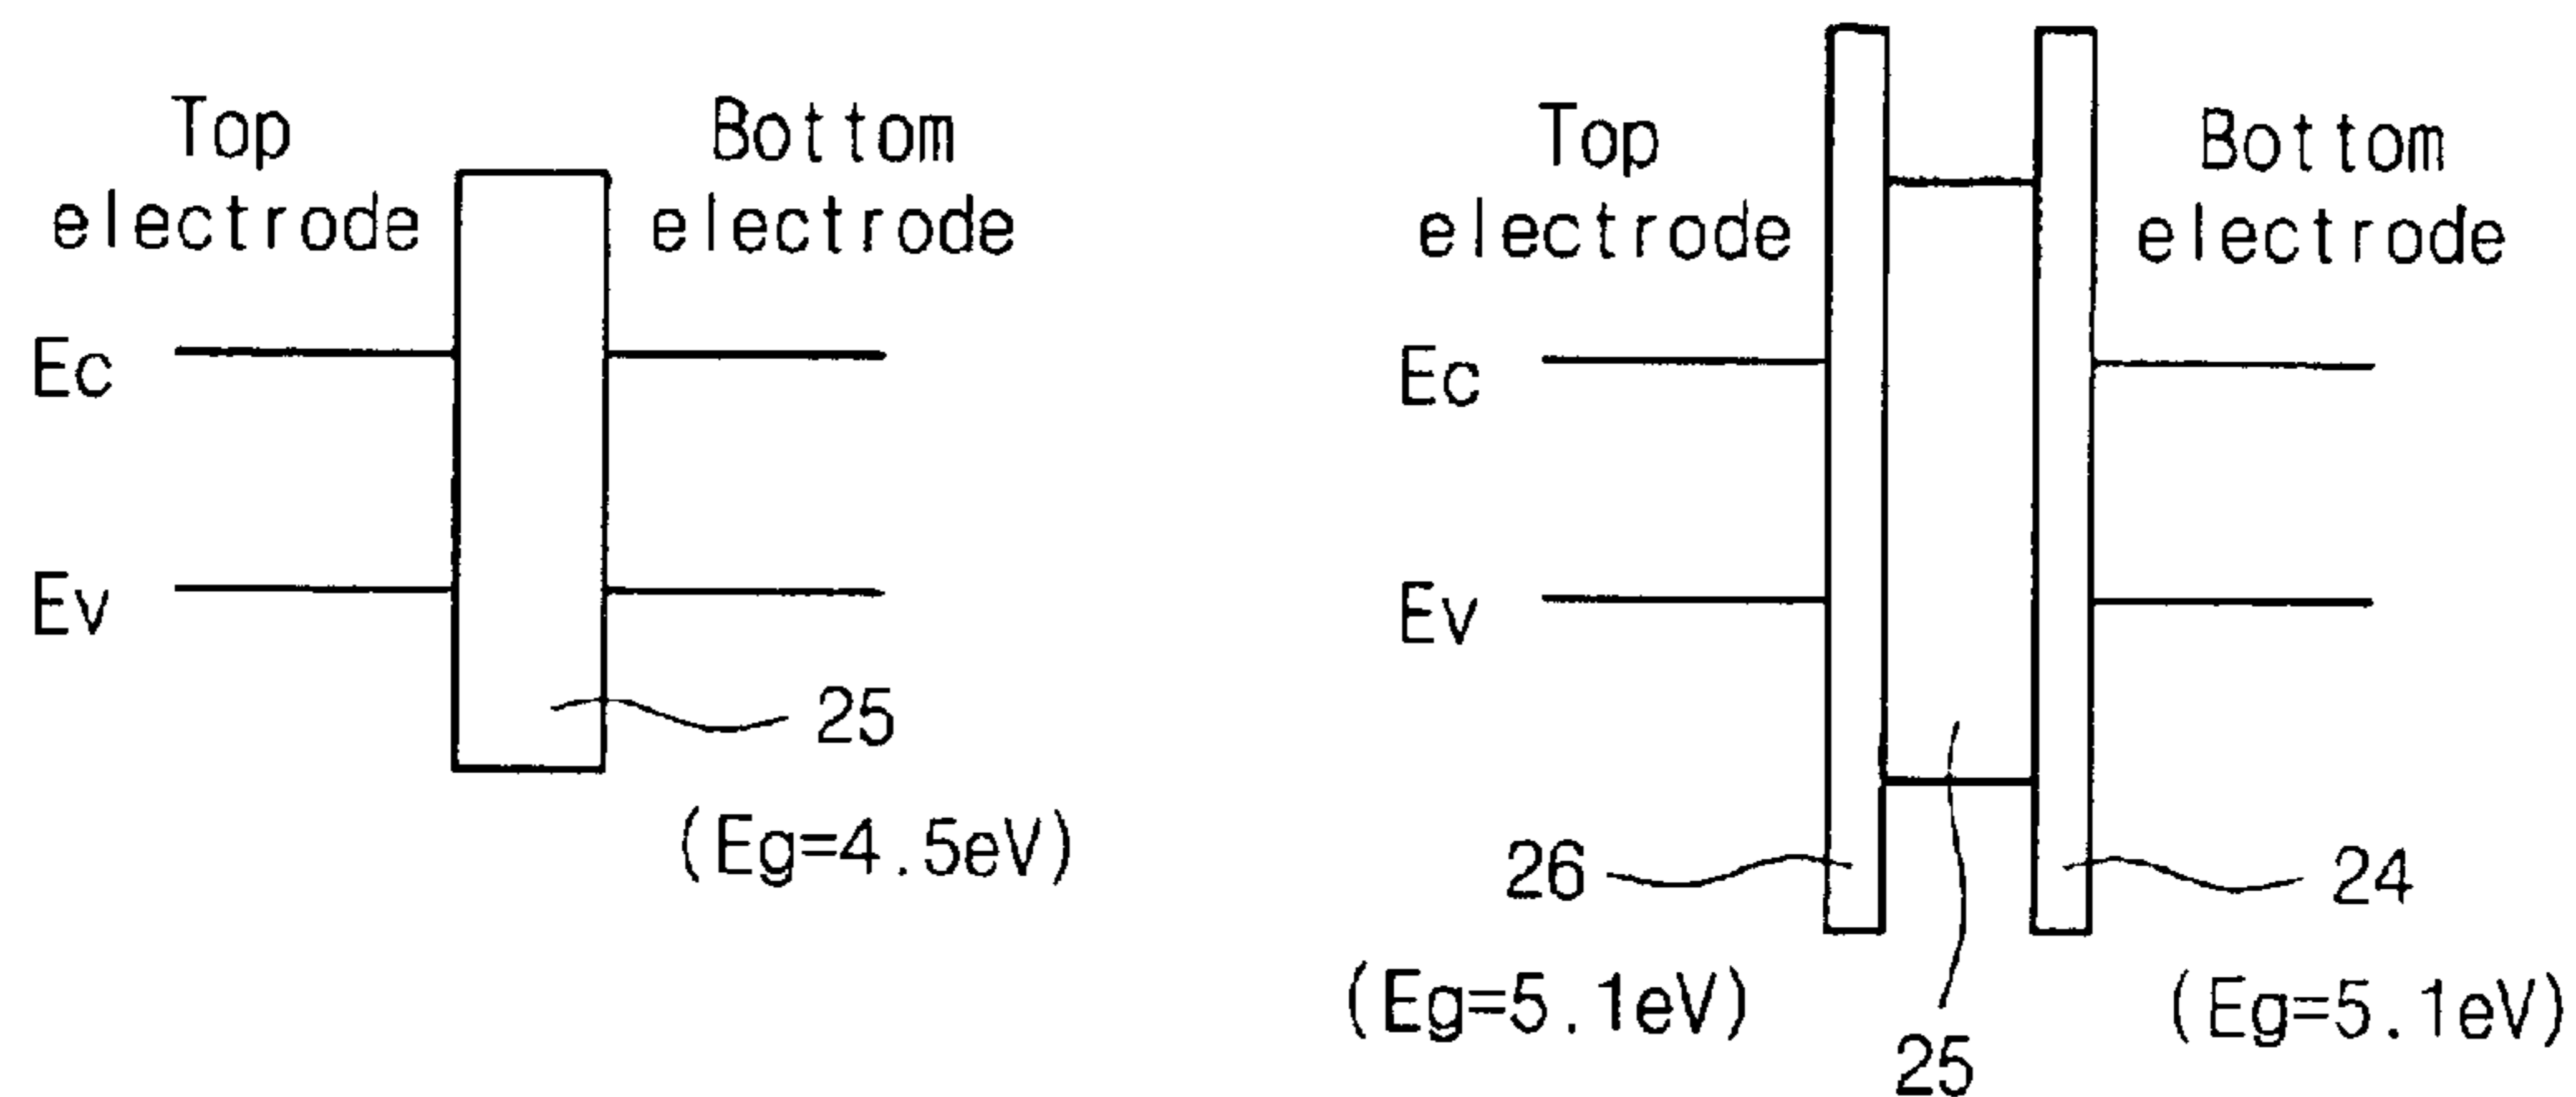 Top
electrode
Bottom
electrode
Ec
Ev
25
(Eg=4.5eV)
Top
electrode
Bottom
electrode
Ec
Ev
26
24
(Eg=5.1eV)
(Eg=5.1eV)
25